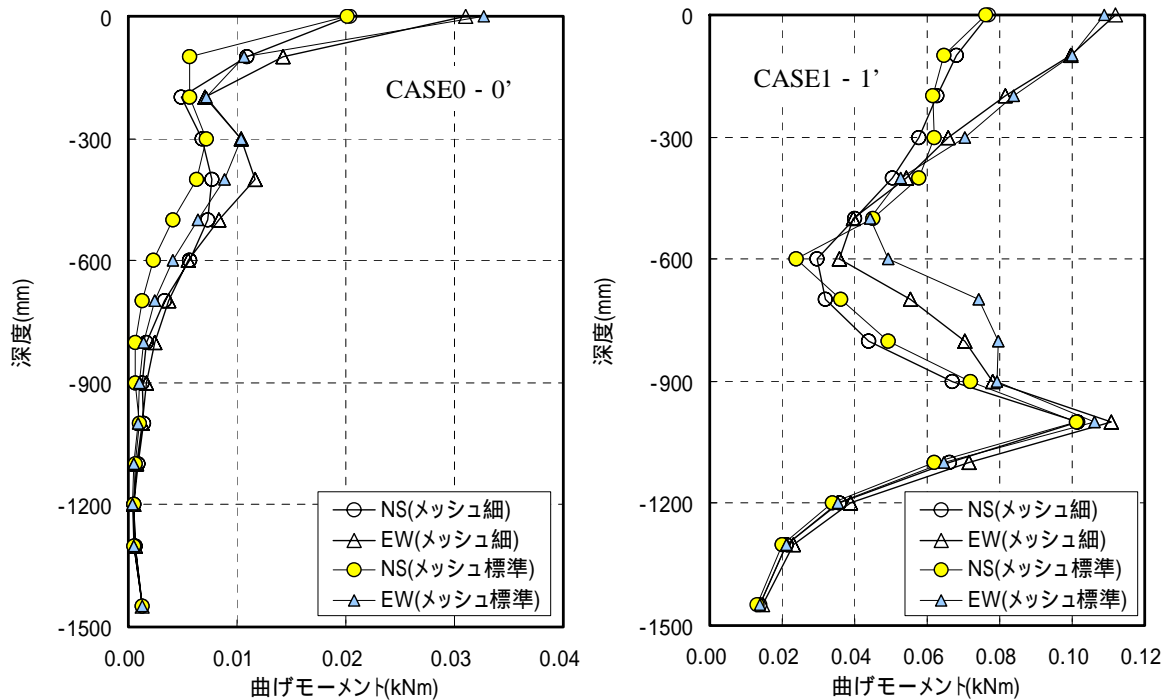 CASE0 - 0’
0
-300
-600
-900
-1200
-1500
深度(mm)
0.00
0.01
0.02
0.03
0.04
曲げモーメント(kNm)
NS(メッシュ細)
EW(メッシュ細)
NS(メッシュ標準)
EW(メッシュ標準)
CASE1 - 1’
0
-300
-600
-900
-1200
-1500
深度(mm)
0.00
0.02
0.04
0.06
0.08
0.10
0.12
曲げモーメント(kNm)
NS(メッシュ細)
EW(メッシュ細)
NS(メッシュ標準)
EW(メッシュ標準)